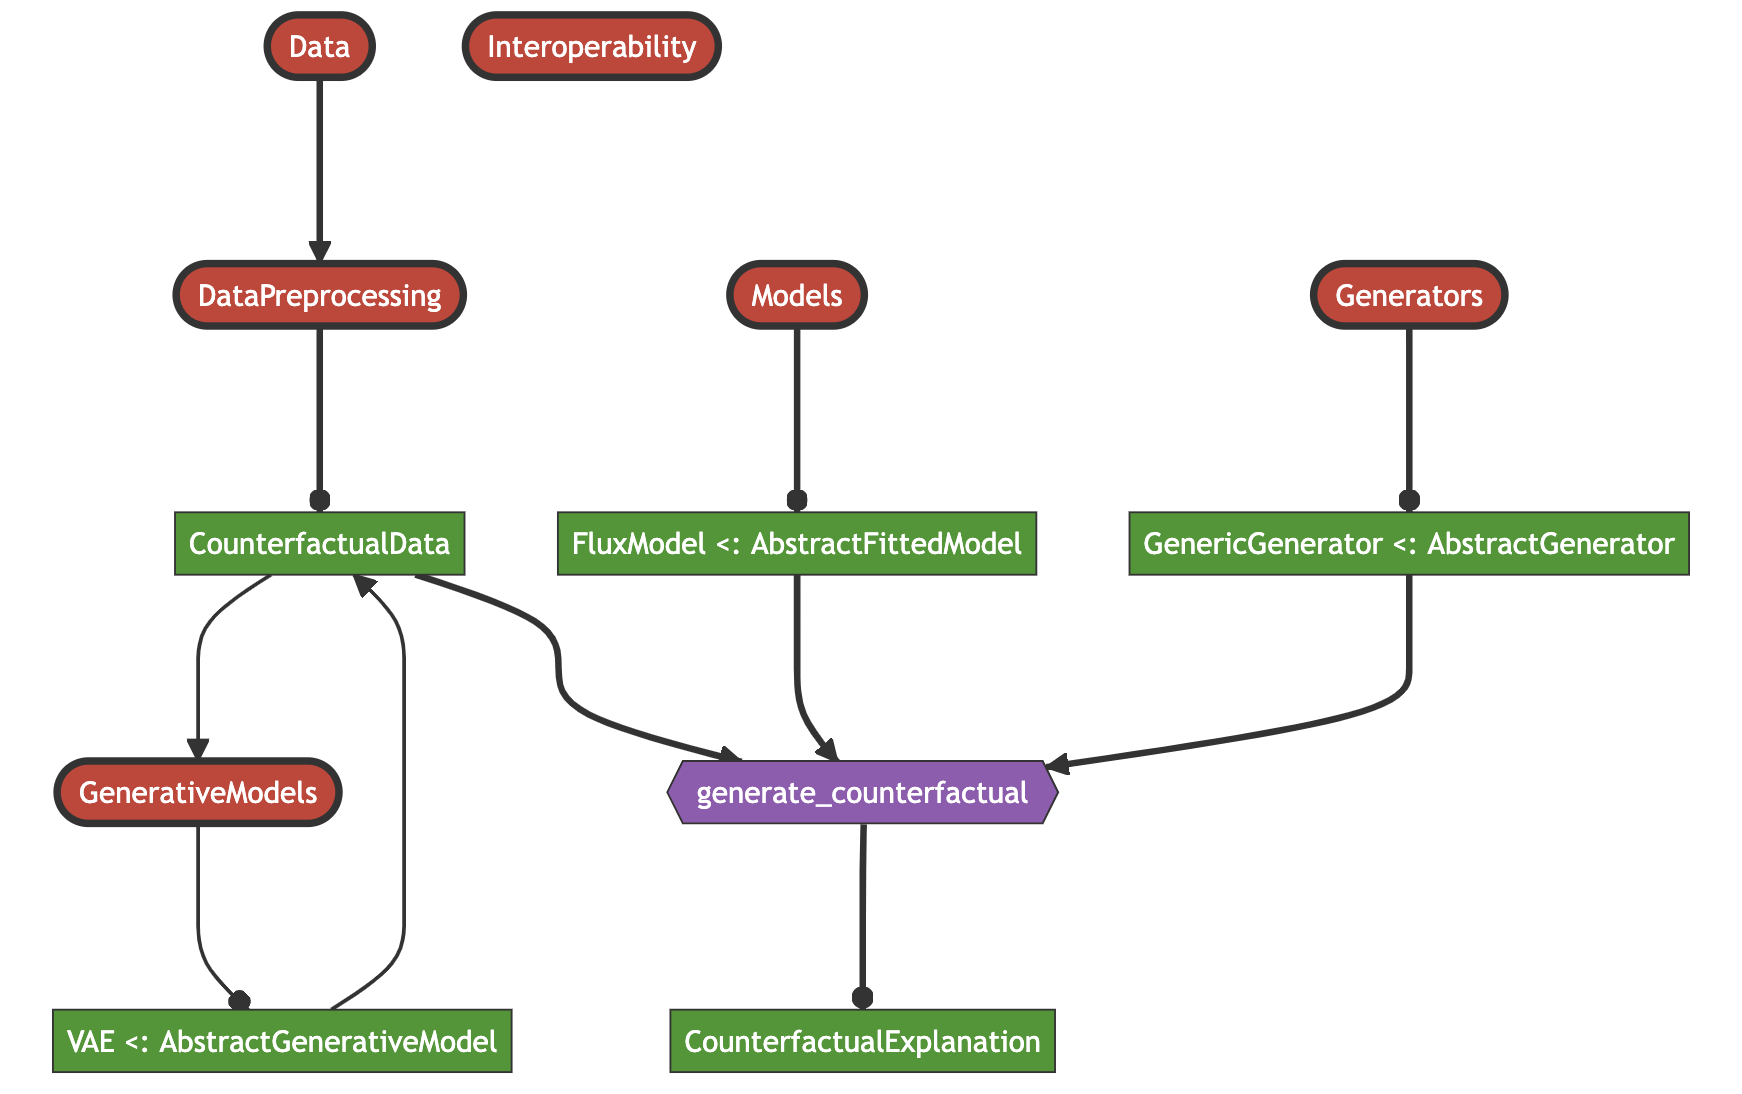 Data
Interoperability
DataPreprocessing
Models
Generators
CounterfactualData
FluxModel <: AbstractFittedModel
GenericGenerator <: AbstractGenerator
GenerativeModels
generate_counterfactual
VAE <: AbstractGenerativeModel
CounterfactualExplanation